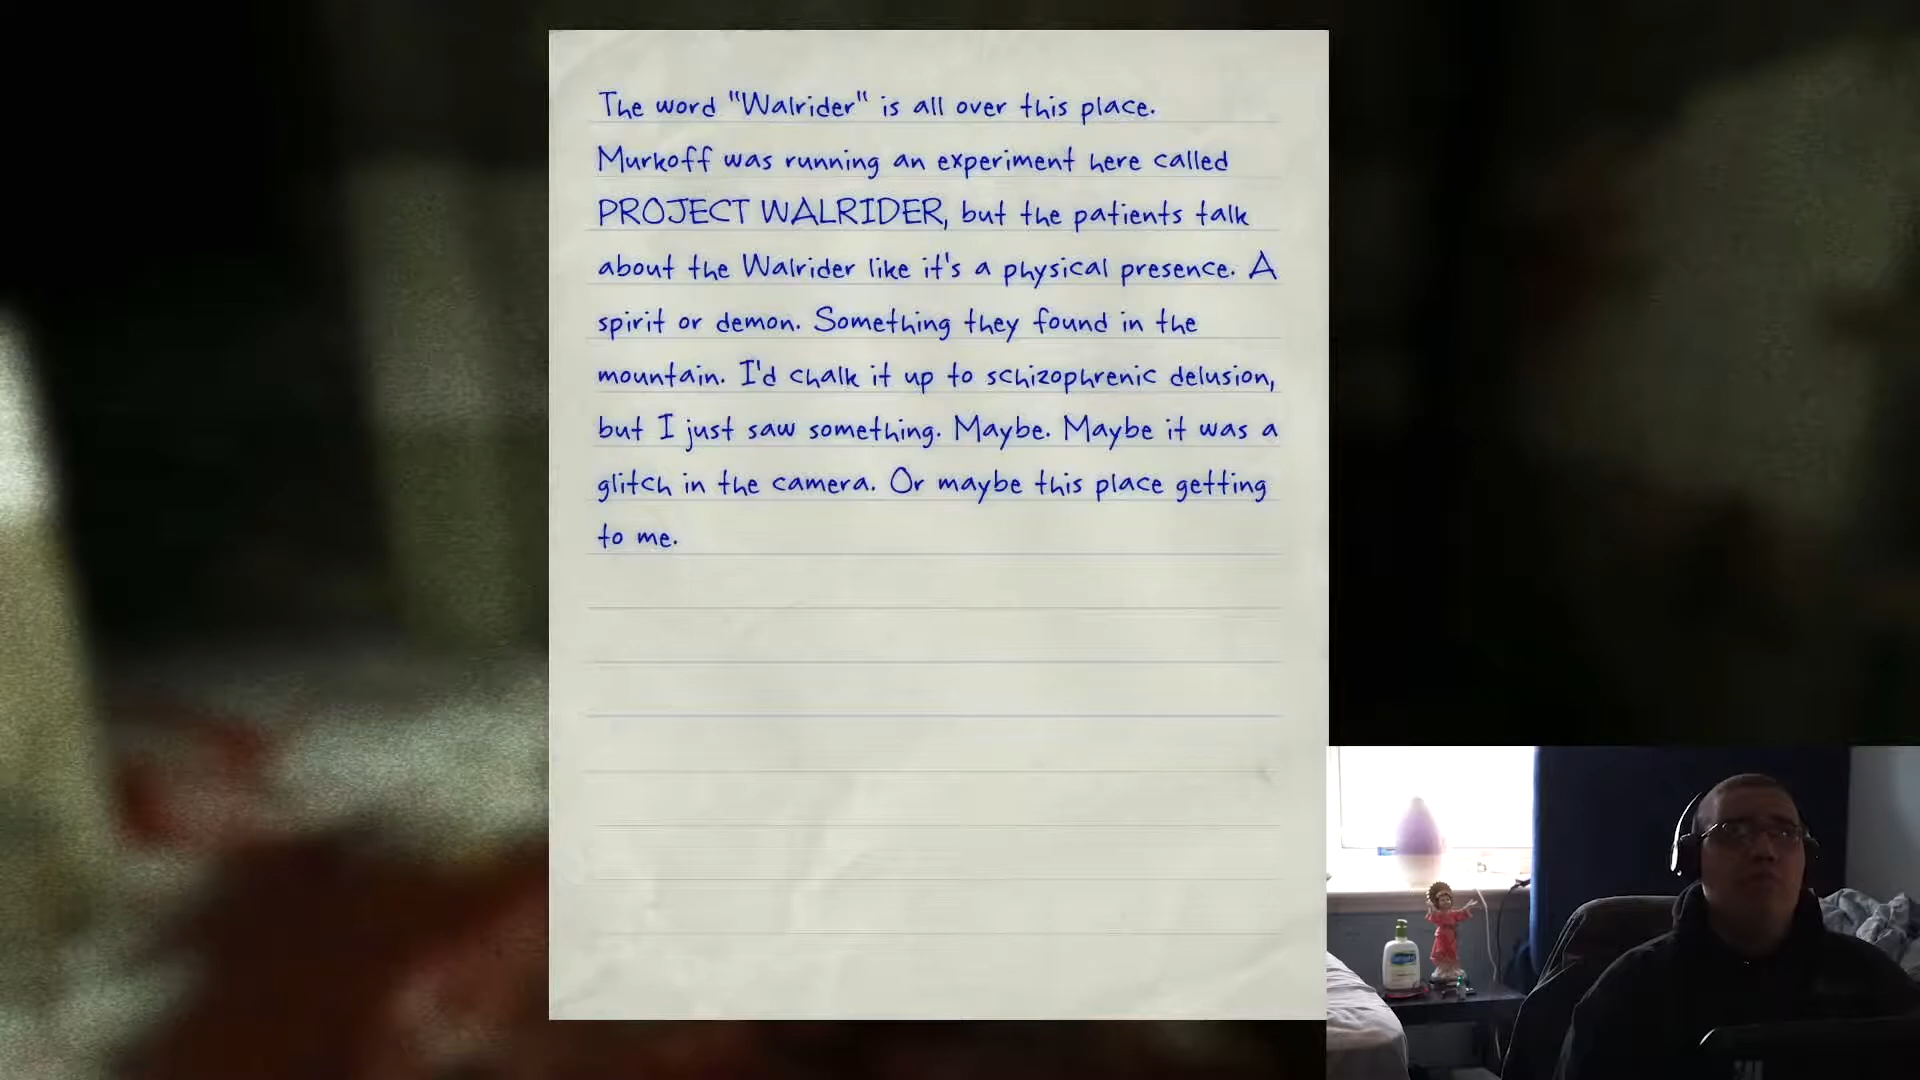 The word "Walrider" is all over this place.
Murkoff was running an experiment here called
PROJECT WALRIDER, but the patients talk
about the Walrider like it's a physical presence. A
spirit or demon. Something they found in the
mountain. I'd chalk it up to schizophrenic delusion,
but I just saw something. Maybe. Maybe it was a
glitch in the camera. Or maybe this place getting
to me.